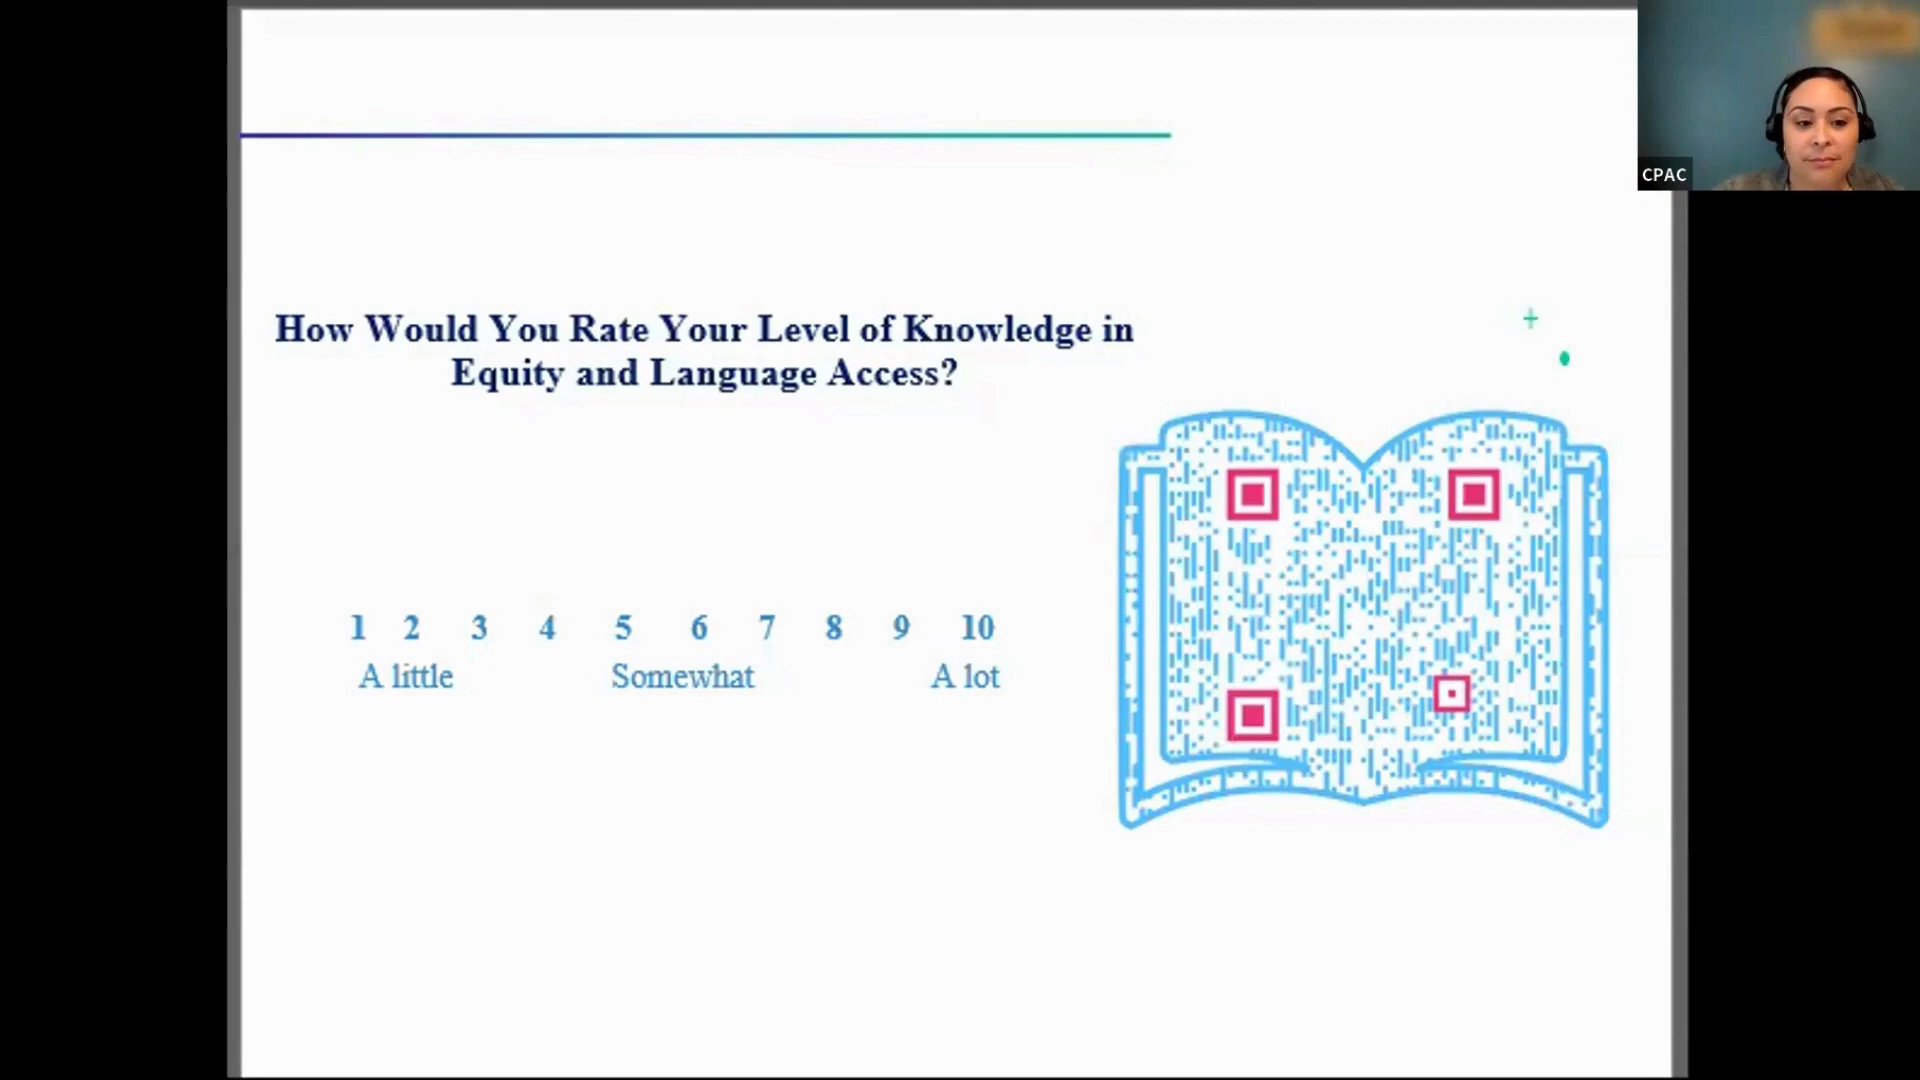 How Would You Rate Your Level of Knowledge in
Equity and Language Access?
1 2 3 4 5 6 7 8 9 10
A little Somewhat A lot
CPAC